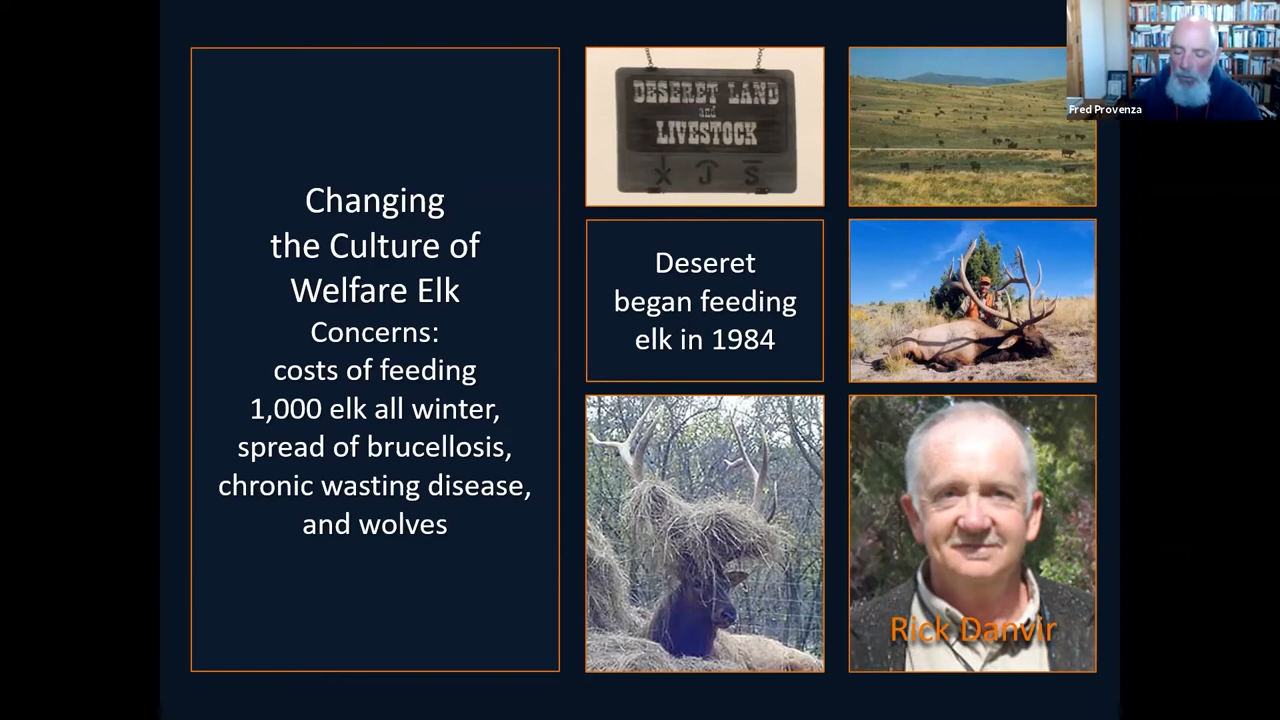 Changing
the Culture of
Welfare Elk
Concerns:
costs of feeding
1,000 elk all winter,
spread of brucellosis,
chronic wasting disease,
and wolves
DESERET LAND
and
LIVESTOCK
X J S
Deseret
began feeding
elk in 1984
Rick Danvir
Fred Provenza